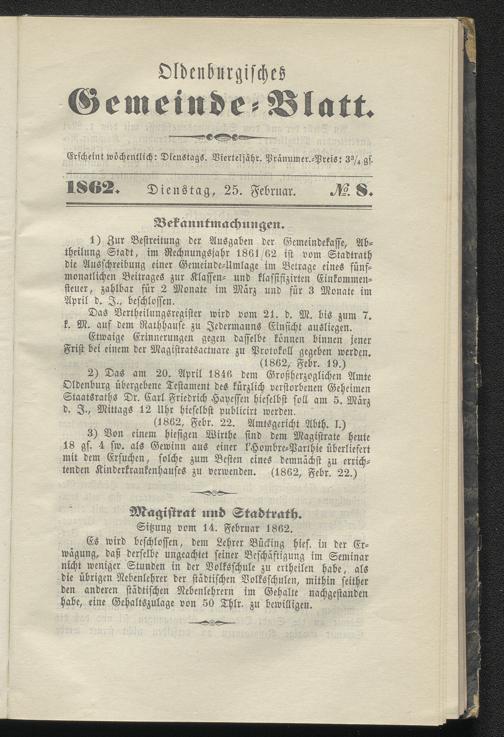 Oldenburgisches
Gemeinde-Blatt.
Erscheint wöchentlich: Dienstags. Vierteljähr. Pränumer.-Preis: 3¾ gs.
1862. Dienstag, 25. Februar. № 8.
Bekanntmachungen.
1) Zur Bestreitung der Ausgaben der Gemeindekasse, Ab-
theilung Stadt, im Rechnungsjahr 1861/62 ist vom Stadtrath
die Ausschreibung einer Gemeinde-Umlage im Betrage eines fünf-
monatlichen Beitrages zur Klassen- und klassifizirten Einkommen-
steuer, zahlbar für 2 Monate im März und für 3 Monate im
April d. J., beschlossen.
Das Vertheilungsregister wird vom 21. d. M. bis zum 7.
k. M. auf dem Rathhause zu Jedermanns Einsicht ausliegen.
Etwaige Erinnerungen gegen dasselbe können binnen jener
Frist bei einem der Magistratsactuare zu Protokoll gegeben werden.
(1862, Febr. 19.)
2) Das am 20. April 1846 dem Großherzoglichen Amte
Oldenburg übergebene Testament des kürzlich verstorbenen Geheimen
Staatsraths Dr. Carl Friedrich Hayessen hieselbst soll am 5. März
d. J., Mittags 12 Uhr hieselbst publicirt werden.
(1862, Febr. 22. Amtsgericht Abth. I.)
3) Von einem hiesigen Wirthe sind dem Magistrate heute
18 gs. 4 sw. als Gewinn aus einer l'Hombre-Parthie überliefert
mit dem Ersuchen, solche zum Besten eines demnächst zu errich-
tenden Kinderkrankenhauses zu verwenden. (1862, Febr. 22.)
Magistrat und Stadtrath.
Sitzung vom 14. Februar 1862.
Es wird beschlossen, dem Lehrer Bücking hies. in der Er-
wägung, daß derselbe ungeachtet seiner Beschäftigung im Seminar
nicht weniger Stunden in der Volksschule zu ertheilen habe, als
die übrigen Nebenlehrer der städtischen Volksschulen, mithin seither
den anderen städtischen Nebenlehrern im Gehalte nachgestanden
habe, eine Gehaltszulage von 50 Thlr. zu bewilligen.